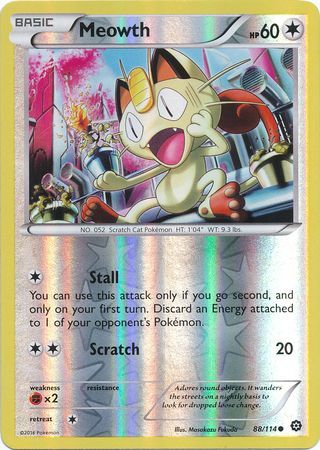 BASIC
Meowth
HP60
NO. 052 Scratch Cat Pokémon HT: 1'04" WT: 9.3 lbs.
Stall
You can use this attack only if you go second, and
only on your first turn. Discard an Energy attached
to 1 of your opponent's Pokémon.
Scratch 20
weakness resistance
×2
retreat
Adores round objects. It wanders
the streets on a nightly basis to
look for dropped loose change.
©2016 Pokémon
Illus. Masakazu Fukuda
88/114